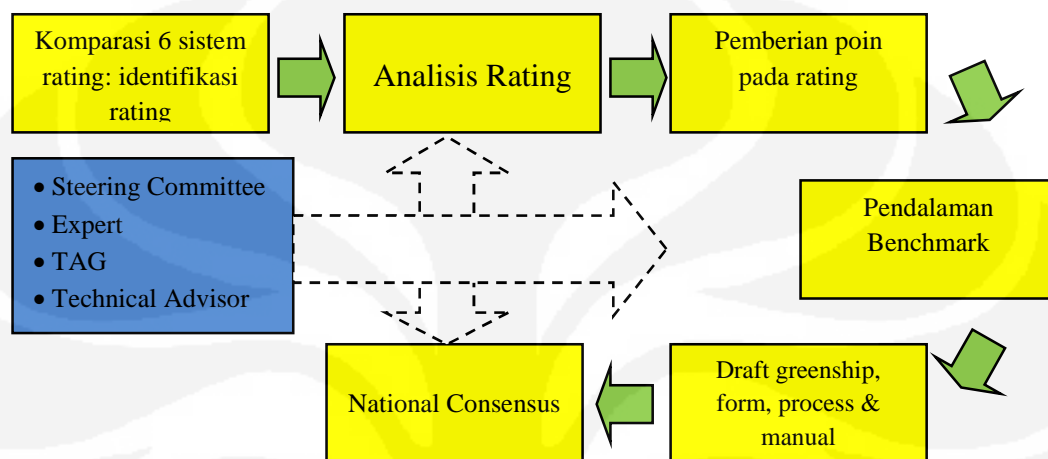 Komparasi 6 sistem
rating: identifikasi
rating
Analisis Rating
Pemberian poin
pada rating
• Steering Committee
• Expert
• TAG
• Technical Advisor
Pendalaman
Benchmark
National Consensus
Draft greenship,
form, process &
manual